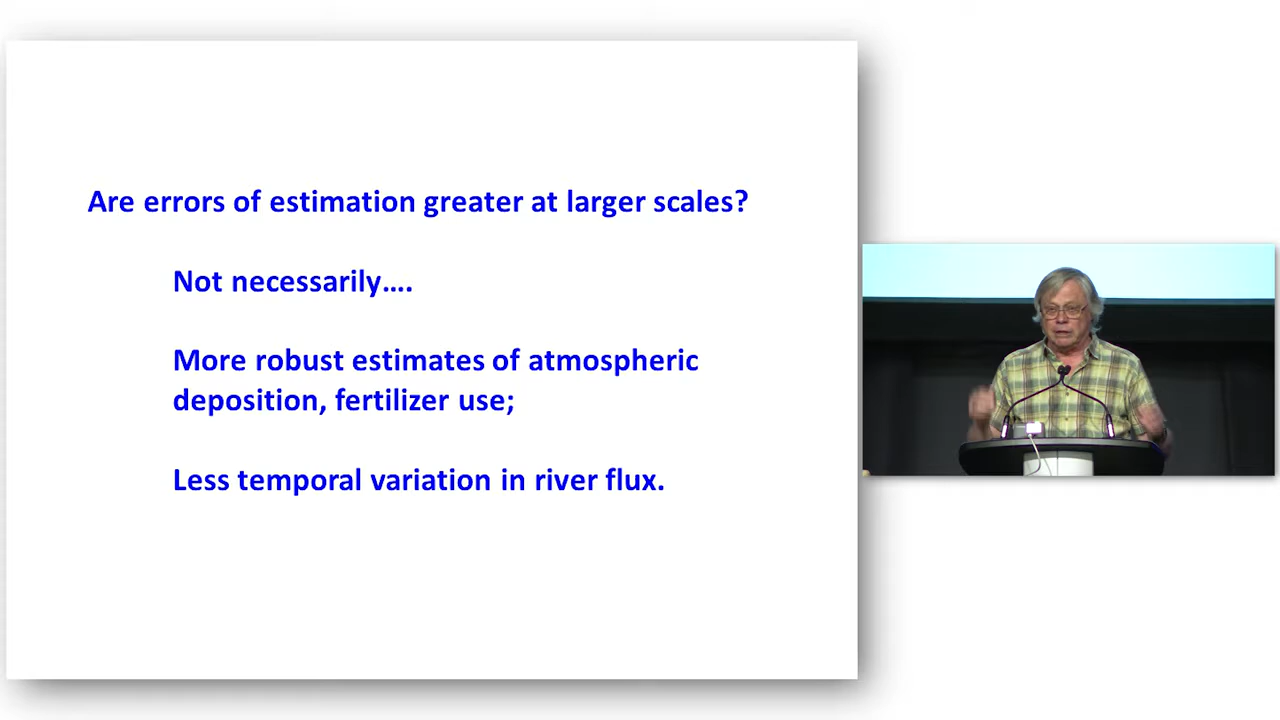 Are errors of estimation greater at larger scales?
Not necessarily....
More robust estimates of atmospheric
deposition, fertilizer use;
Less temporal variation in river flux.